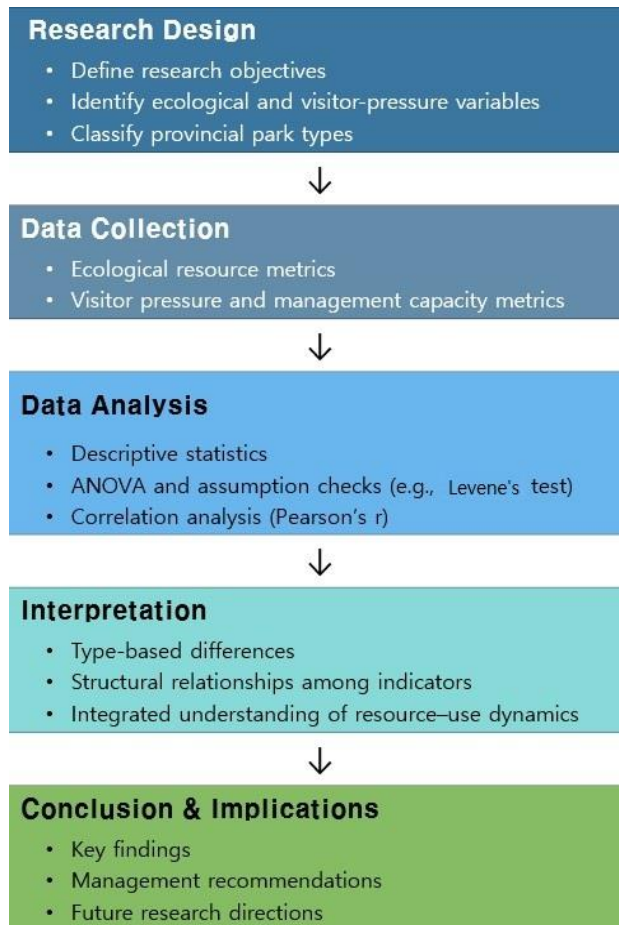 Research Design
• Define research objectives
• Identify ecological and visitor-pressure variables
• Classify provincial park types
↓
Data Collection
• Ecological resource metrics
• Visitor pressure and management capacity metrics
↓
Data Analysis
• Descriptive statistics
• ANOVA and assumption checks (e.g., Levene's test)
• Correlation analysis (Pearson's r)
↓
Interpretation
• Type-based differences
• Structural relationships among indicators
• Integrated understanding of resource–use dynamics
↓
Conclusion & Implications
• Key findings
• Management recommendations
• Future research directions